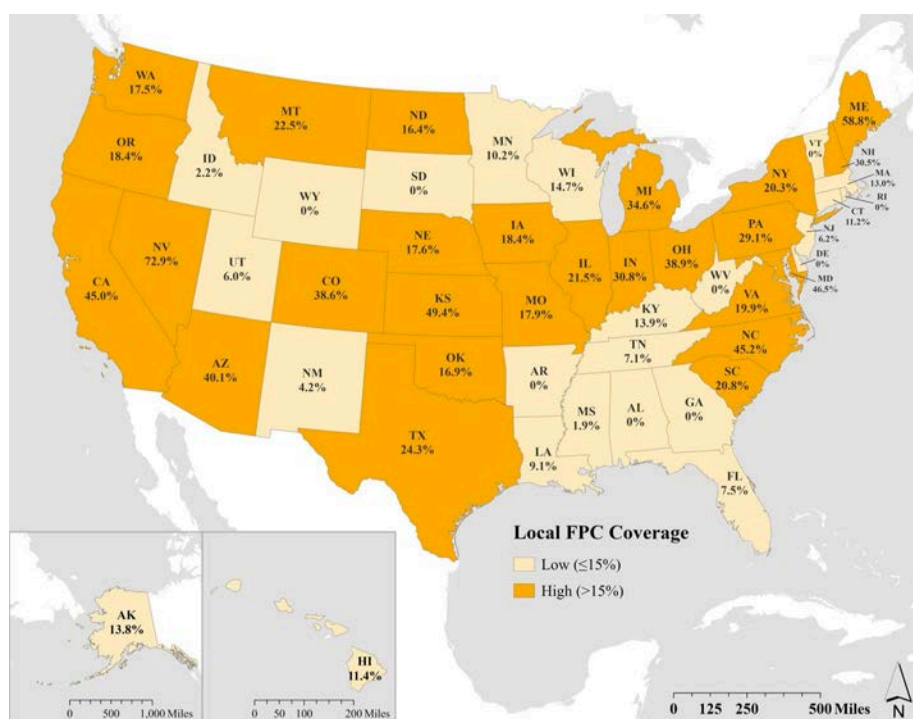 WA
17.5%
MT
22.5%
ND
16.4%
MN
10.2%
ME
58.8%
VT
0%
NH
30.5%
OR
18.4%
ID
2.2%
SD
0%
WI
14.7%
MI
34.6%
NY
20.3%
MA
13.0%
RI
0%
CT
11.2%
WY
0%
NE
17.6%
IA
18.4%
PA
29.1%
NJ
6.2%
DE
0%
MD
46.5%
NV
72.9%
UT
6.0%
CO
38.6%
CA
45.0%
KS
49.4%
MO
17.9%
IL
21.5%
IN
30.8%
OH
38.9%
WV
0%
VA
19.9%
KY
13.9%
NC
45.2%
TN
7.1%
SC
20.8%
AZ
40.1%
NM
4.2%
OK
16.9%
AR
0%
MS
1.9%
AL
0%
GA
0%
TX
24.3%
LA
9.1%
FL
7.5%
Local FPC Coverage
Low (≤15%)
High (>15%)
AK
13.8%
HI
11.4%
0 500 1,000 Miles
0 50 100 200 Miles
0 125 250 500 Miles
N